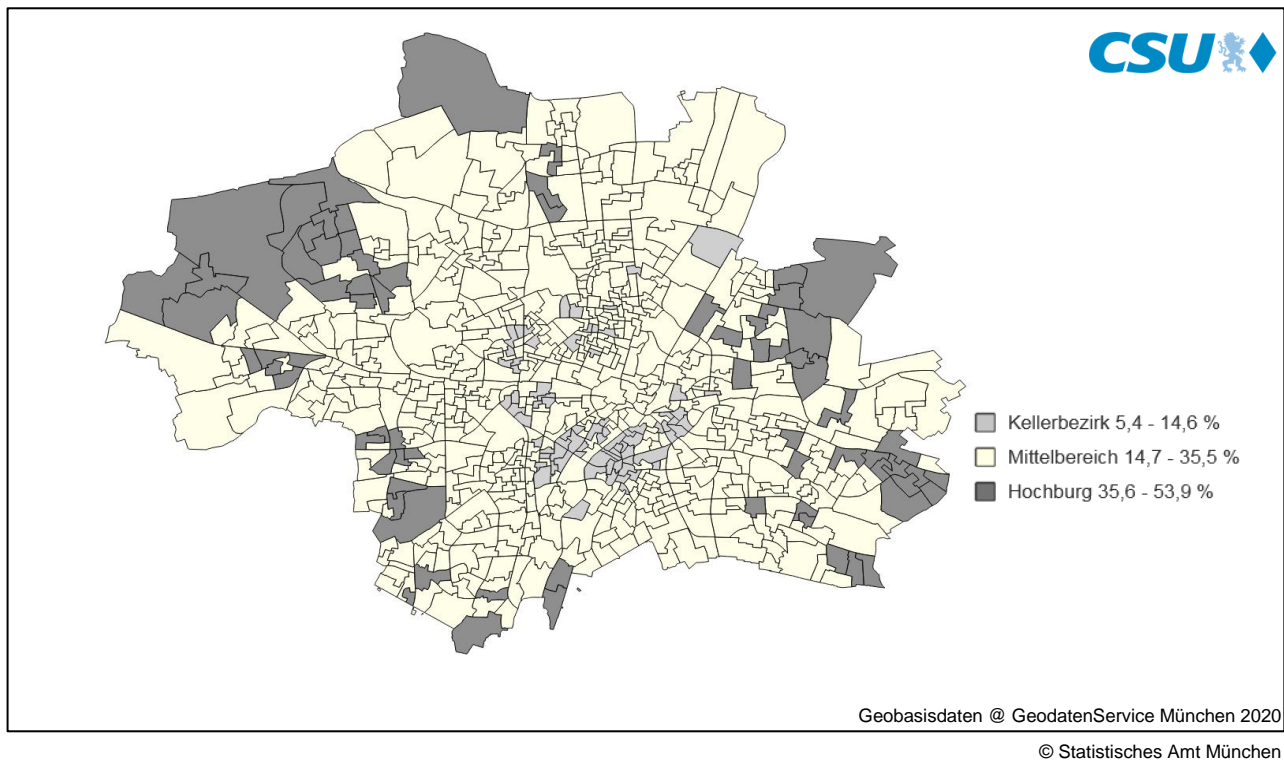 CSU
Kellerbezirk 5,4 - 14,6 %
Mittelbereich 14,7 - 35,5 %
Hochburg 35,6 - 53,9 %
Geobasisdaten @ GeodatenService München 2020
© Statistisches Amt München